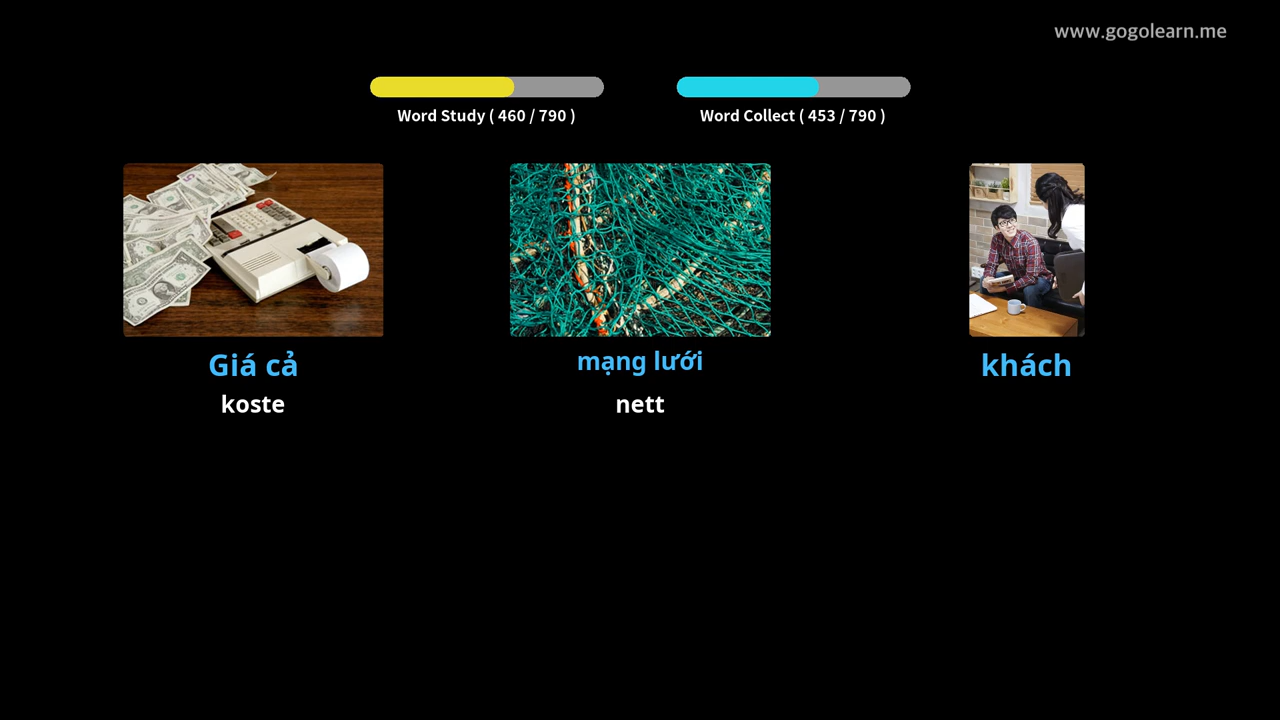 www.gogolearn.me
Word Study ( 460 / 790 )
Word Collect ( 453 / 790 )
Giá cả
koste
mạng lưới
nett
khách